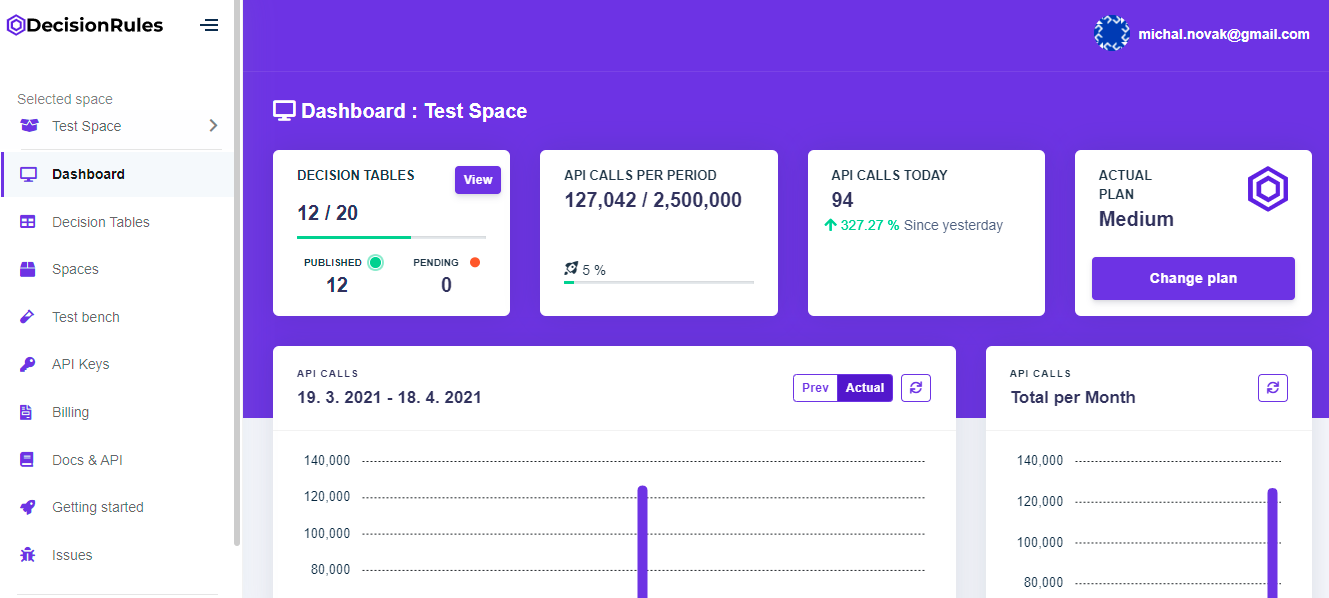 DecisionRules
michal.novak@gmail.com
Selected space
Test Space
Dashboard
Decision Tables
Spaces
Test bench
API Keys
Billing
Docs & API
Getting started
Issues
Dashboard : Test Space
DECISION TABLES
View
12 / 20
PUBLISHED
PENDING
12
0
API CALLS PER PERIOD
127,042 / 2,500,000
5 %
API CALLS TODAY
94
327.27 % Since yesterday
ACTUAL
PLAN
Medium
Change plan
API CALLS
19. 3. 2021 - 18. 4. 2021
Prev
Actual
140,000
120,000
100,000
80,000
API CALLS
Total per Month
140,000
120,000
100,000
80,000